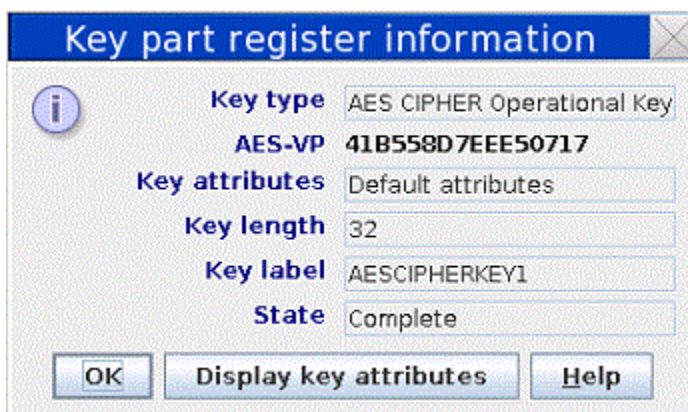 Key part register information
Key type AES CIPHER Operational Key
AES-VP 41B558D7EEE50717
Key attributes Default attributes
Key length 32
Key label AESCIPHERKEY1
State Complete
OK Display key attributes Help